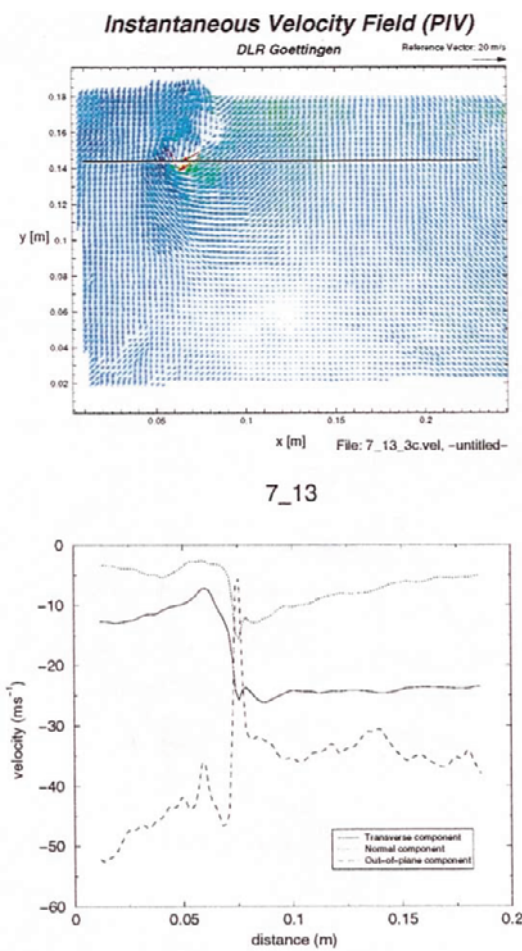 Instantaneous Velocity Field (PIV)
DLR Goettingen
Reference Vector: 20 m/s
0.18
0.16
0.14
0.12
y [m] 0.1
0.08
0.06
0.04
0.02
0.05 0.1 0.15 0.2
x [m]
File: 7_13_3c.vel, -untitled-
7_13
0
-10
-20
-30
-40
-50
-60
velocity (ms-1)
Transverse component
Normal component
Out-of-plane component
0 0.05 0.1 0.15 0.2
distance (m)